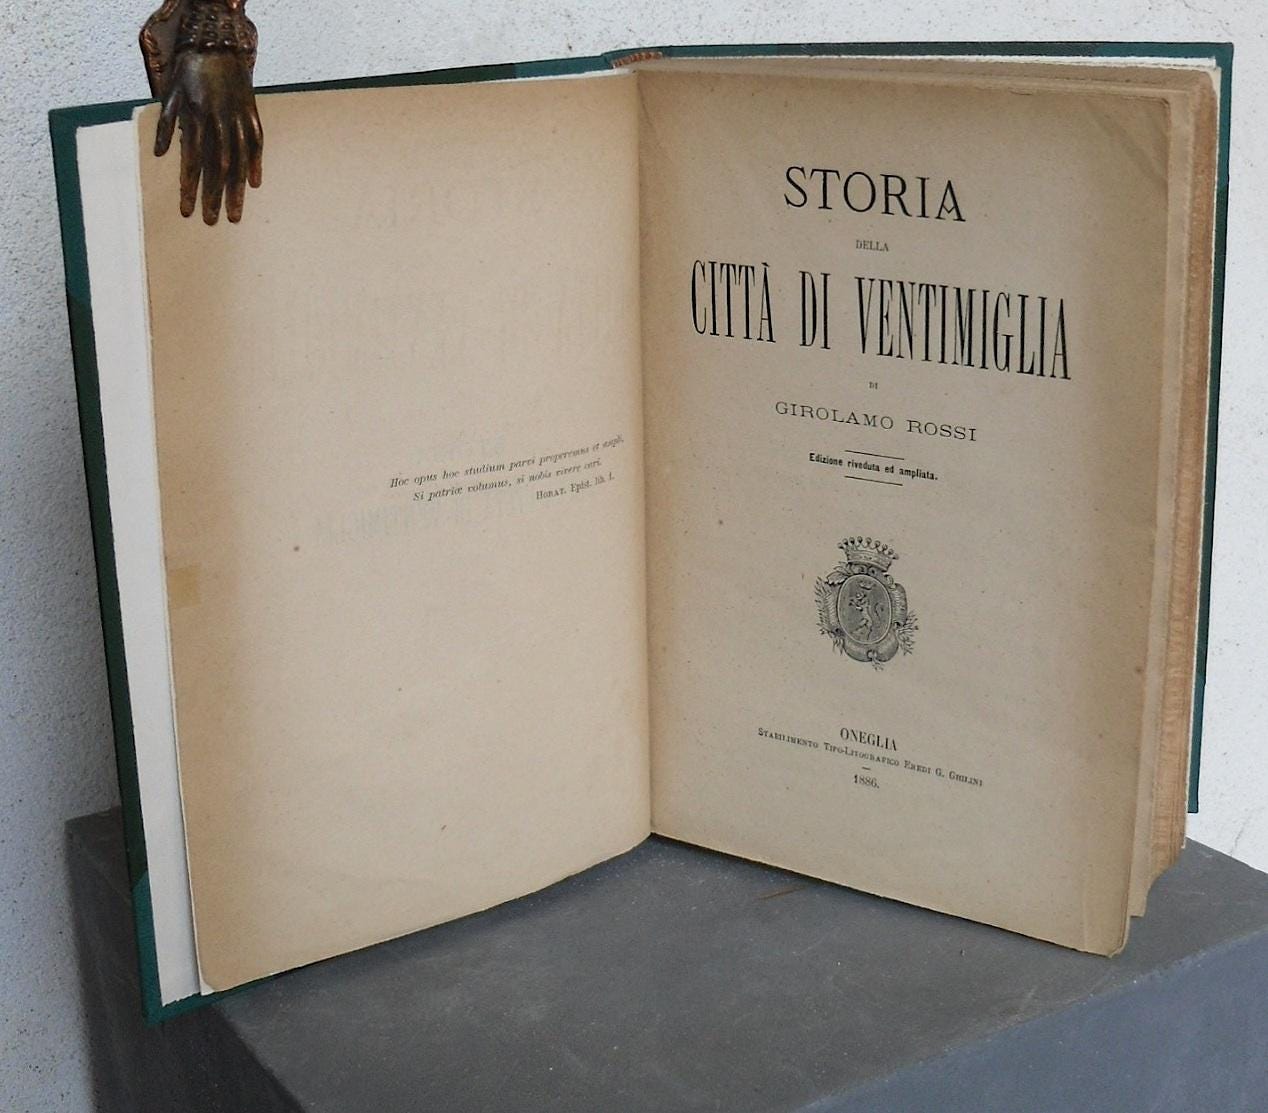 Hoc opus hoc studium parvi properemus et ampli,
Si patriæ volumus, si nobis vivere cari.
HORAT. Epist. lib. I.
STORIA
DELLA
CITTÀ DI VENTIMIGLIA
DI
GIROLAMO ROSSI
Edizione riveduta ed ampliata.
ONEGLIA
STABILIMENTO TIPO-LITOGRAFICO EREDI G. GHILINI
1886.